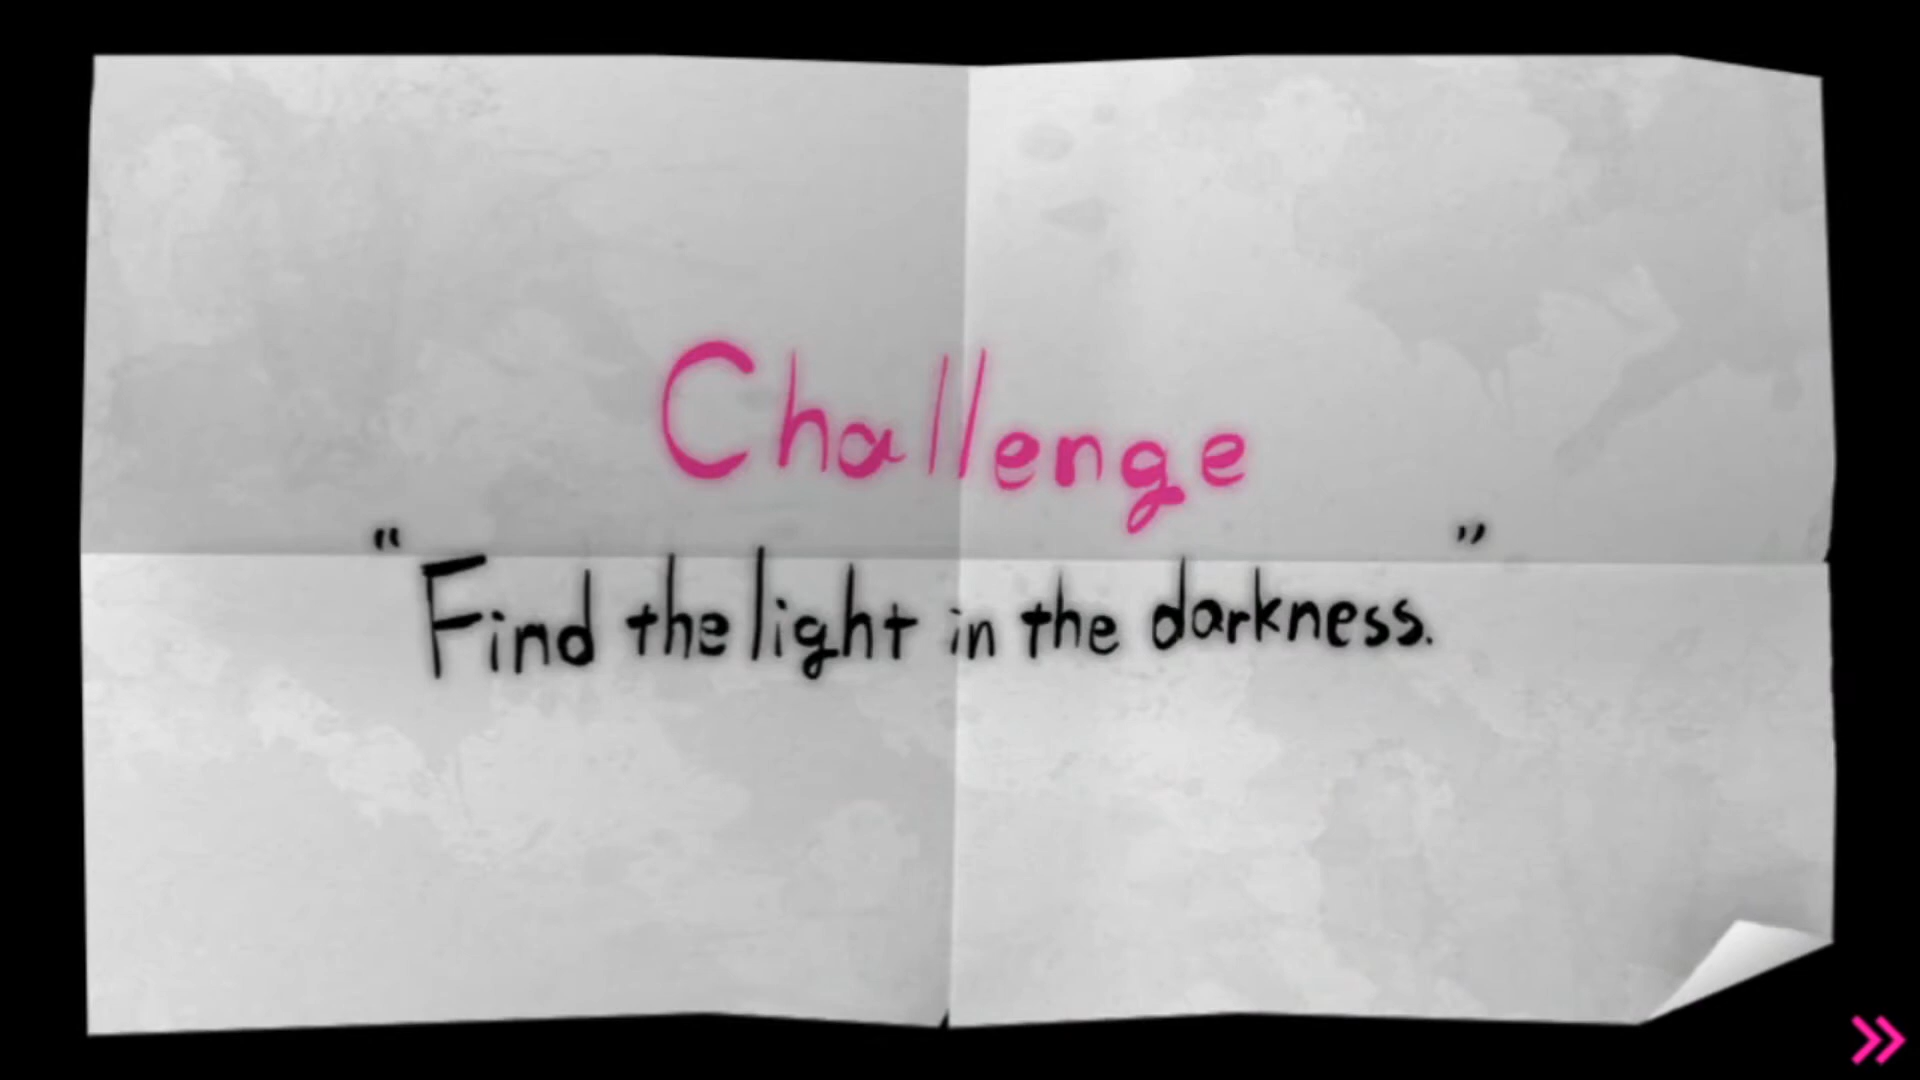 Challenge
“Find the light in the darkness.”